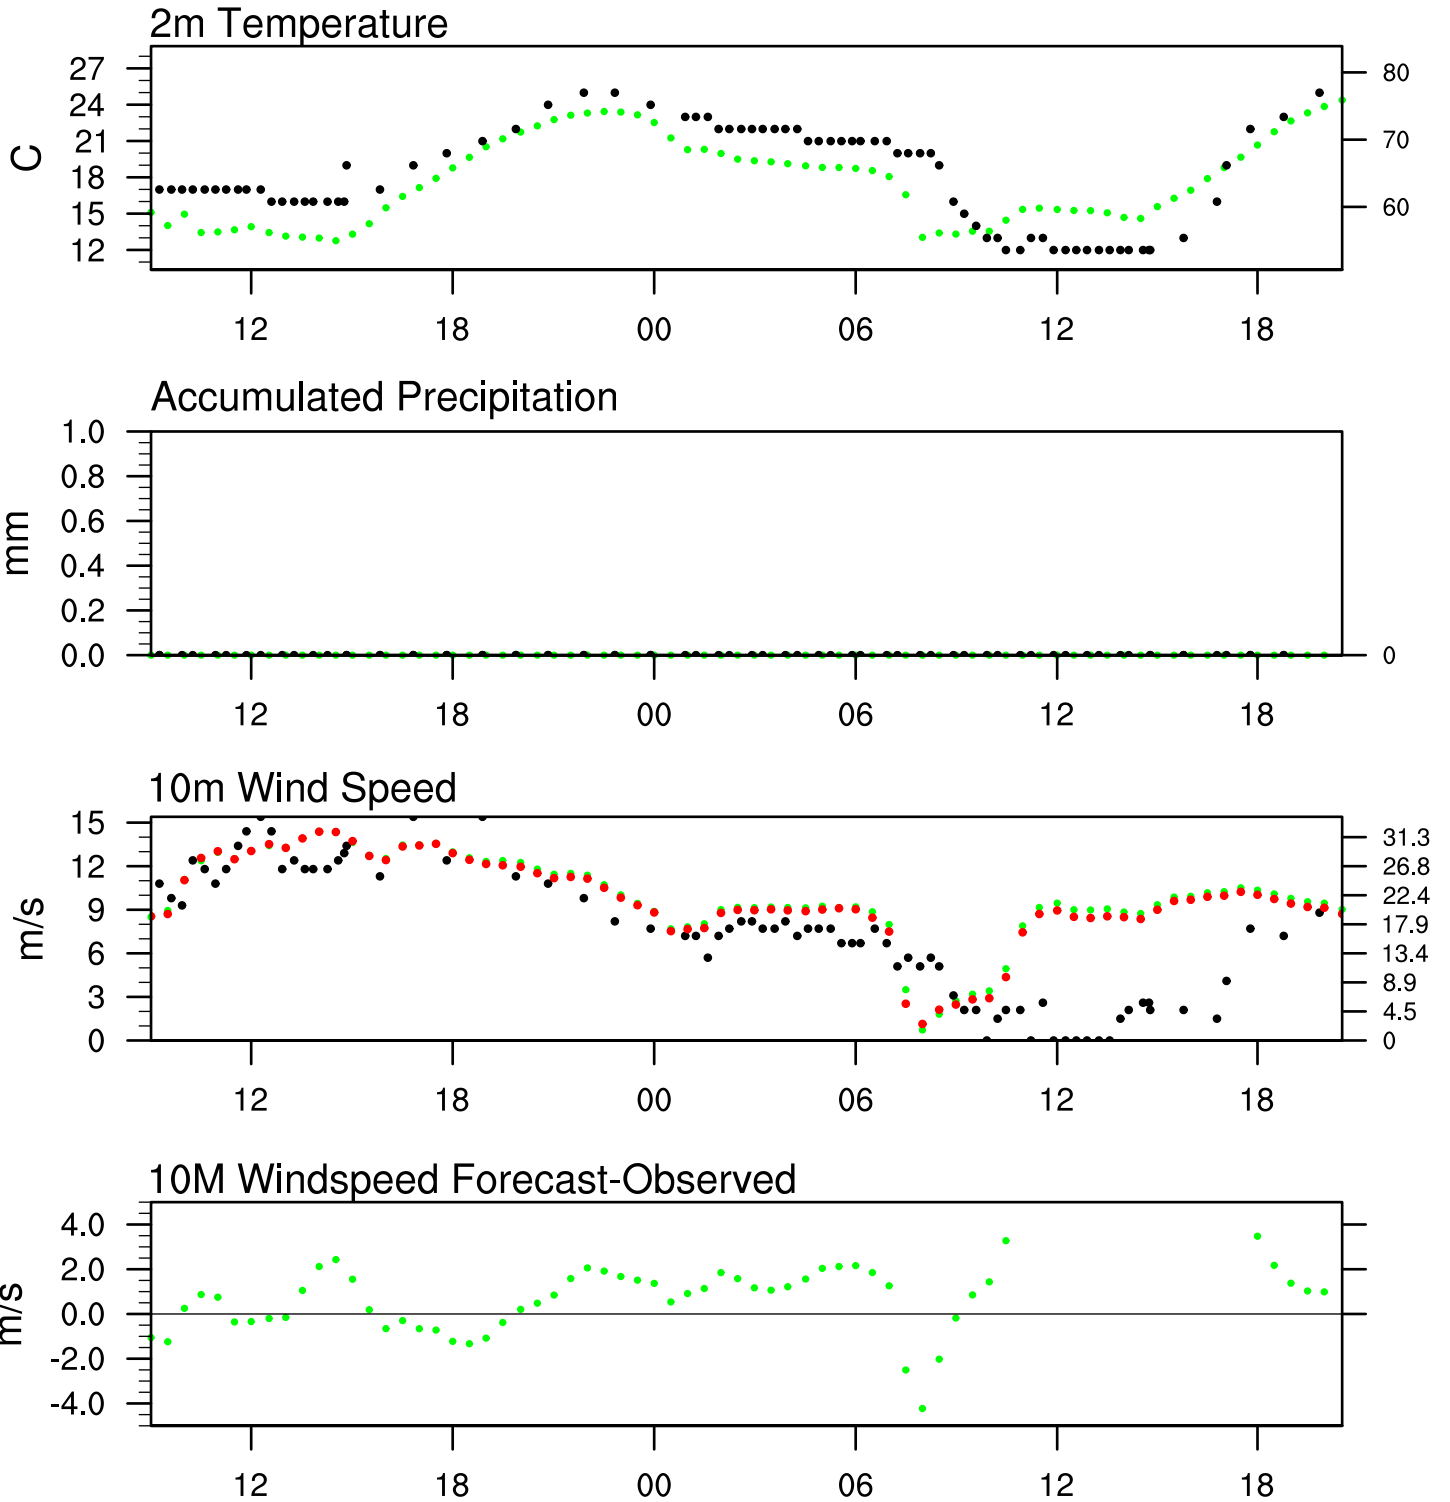 2m Temperature
27
24
21
18
15
12
C
80
70
60
12 18 00 06 12 18
Accumulated Precipitation
1.0
0.8
0.6
0.4
0.2
0.0
mm
0
12 18 00 06 12 18
10m Wind Speed
15
12
9
6
3
0
m/s
31.3
26.8
22.4
17.9
13.4
8.9
4.5
0
12 18 00 06 12 18
10M Windspeed Forecast-Observed
4.0
2.0
0.0
-2.0
-4.0
m/s
12 18 00 06 12 18